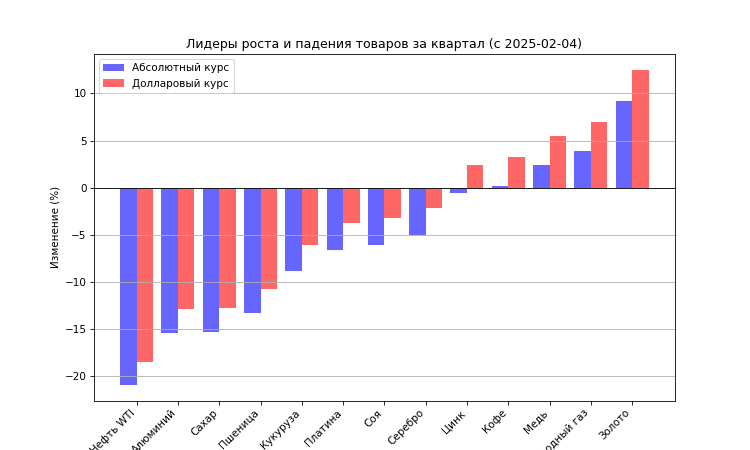 Лидеры роста и падения товаров за квартал (с 2025-02-04)
Абсолютный курс
Долларовый курс
Изменение (%)
10
5
0
−5
−10
−15
−20
Нефть WTI
Алюминий
Сахар
Пшеница
Кукуруза
Платина
Соя
Серебро
Цинк
Кофе
Медь
одный газ
Золото